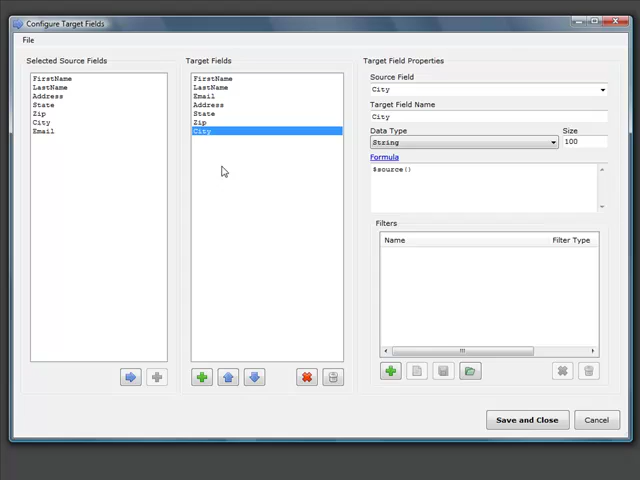 Configure Target Fields
File
Selected Source Fields
FirstName
LastName
Address
State
Zip
City
Email
Target Fields
FirstName
LastName
Email
Address
State
Zip
City
Target Field Properties
Source Field
City
Target Field Name
City
Data Type
Size
String
100
Formula
$source()
Filters
Name
Filter Type
Save and Close
Cancel